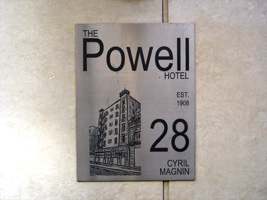 THE
Powell
HOTEL
EST.
1908
28
CYRIL
MAGNIN